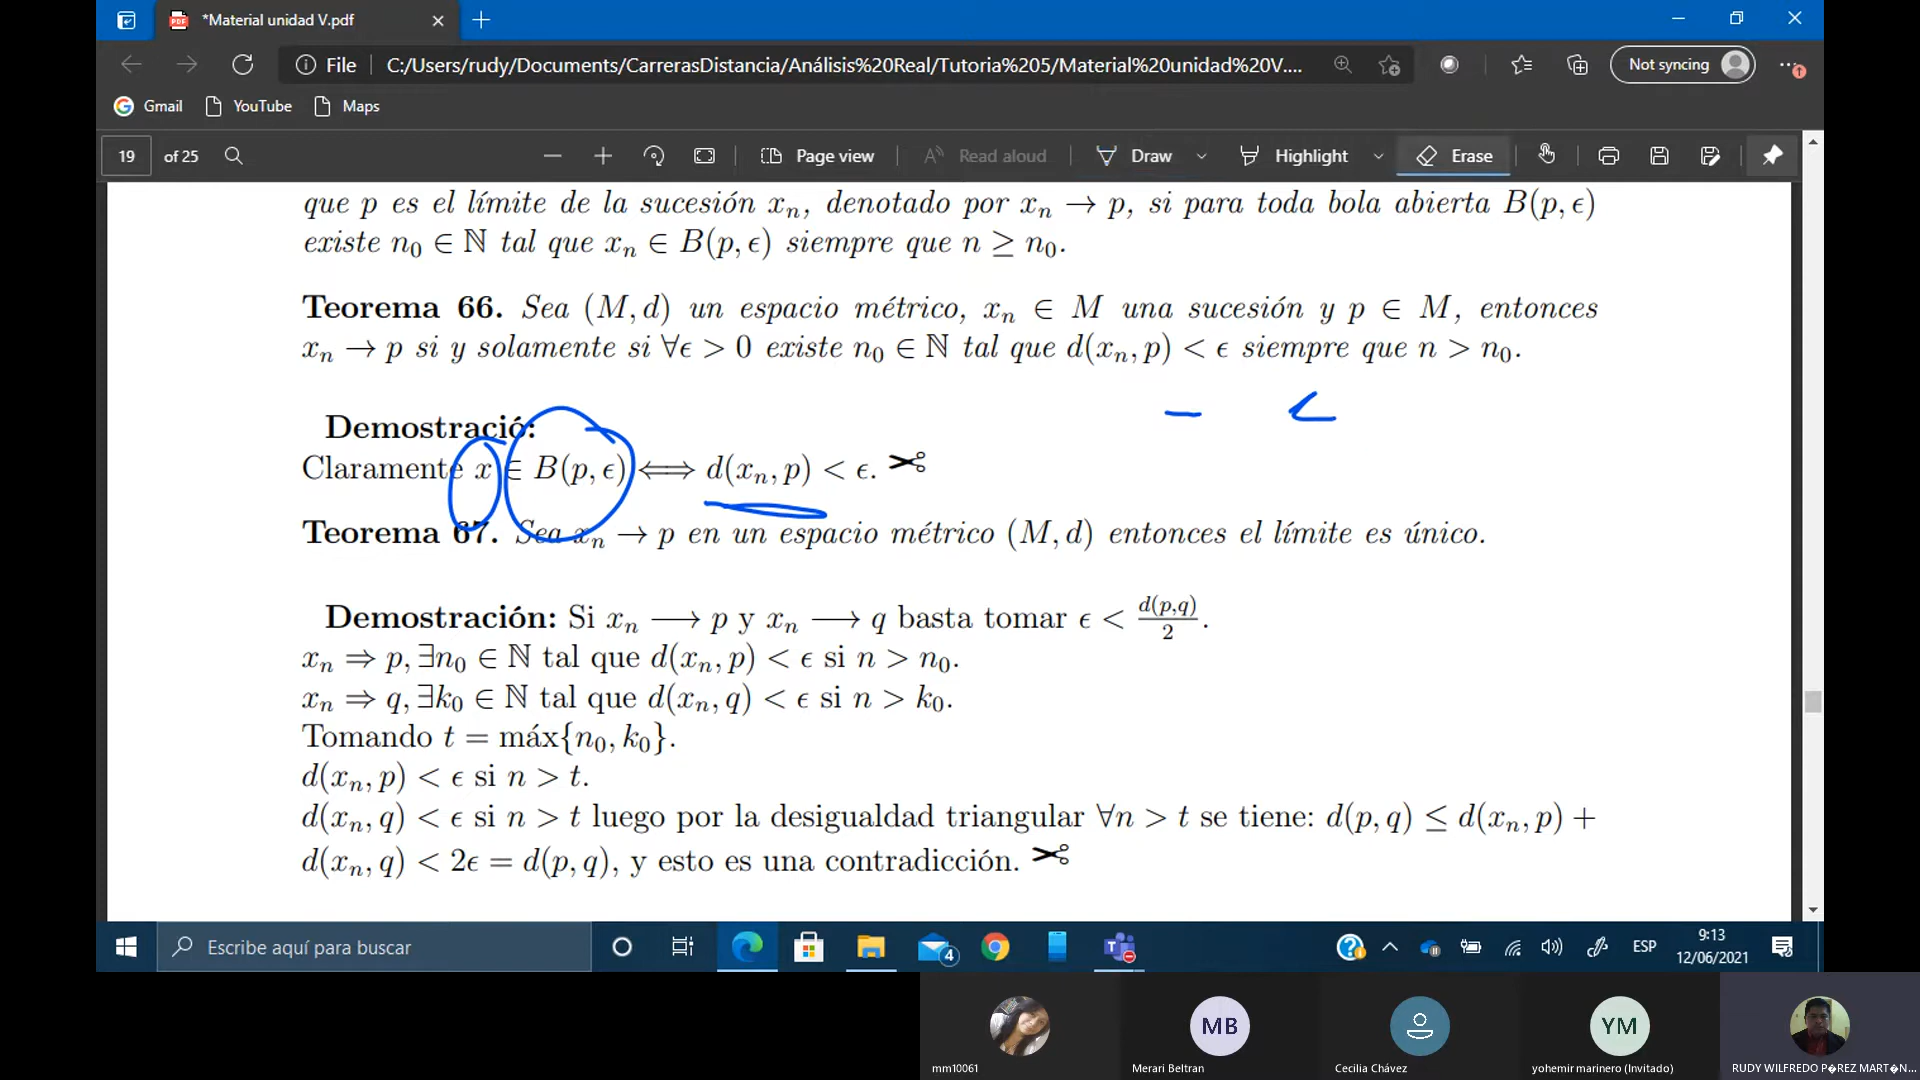 *Material unidad V.pdf
File C:/Users/rudy/Documents/CarrerasDistancia/Análisis%20Real/Tutoria%205/Material%20unidad%20V.... Not syncing
Gmail YouTube Maps
19 of 25 Page view Read aloud Draw Highlight Erase
que p es el límite de la sucesión xₙ, denotado por xₙ → p, si para toda bola abierta B(p, ϵ)
existe n₀ ∈ ℕ tal que xₙ ∈ B(p, ϵ) siempre que n ≥ n₀.
Teorema 66. Sea (M, d) un espacio métrico, xₙ ∈ M una sucesión y p ∈ M, entonces
xₙ → p si y solamente si ∀ϵ > 0 existe n₀ ∈ ℕ tal que d(xₙ, p) < ϵ siempre que n > n₀.
Demostració:
Claramente x ∈ B(p, ϵ) ⟺ d(xₙ, p) < ϵ.
Teorema 67. Sea xₙ → p en un espacio métrico (M, d) entonces el límite es único.
Demostración: Si xₙ ⟶ p y xₙ ⟶ q basta tomar ϵ < d(p,q)/2.
xₙ ⇒ p, ∃n₀ ∈ ℕ tal que d(xₙ, p) < ϵ si n > n₀.
xₙ ⇒ q, ∃k₀ ∈ ℕ tal que d(xₙ, q) < ϵ si n > k₀.
Tomando t = máx{n₀, k₀}.
d(xₙ, p) < ϵ si n > t.
d(xₙ, q) < ϵ si n > t luego por la desigualdad triangular ∀n > t se tiene: d(p, q) ≤ d(xₙ, p) +
d(xₙ, q) < 2ϵ = d(p, q), y esto es una contradicción.
Escribe aquí para buscar
4
ESP
9:13
12/06/2021
MB YM
mm10061 Merari Beltran Cecilia Chávez yohemir marinero (Invitado) RUDY WILFREDO P�REZ MART�N...